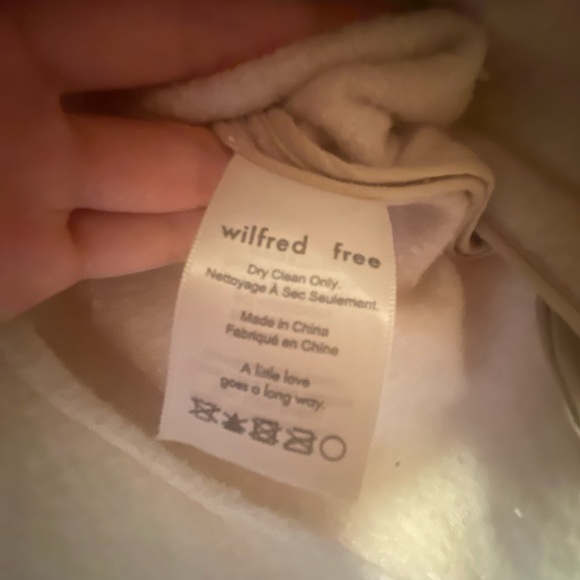 wilfred free
Dry Clean Only.
Nettoyage À Sec Seulement.
Made in China
Fabriqué en Chine
A little love
goes a long way.